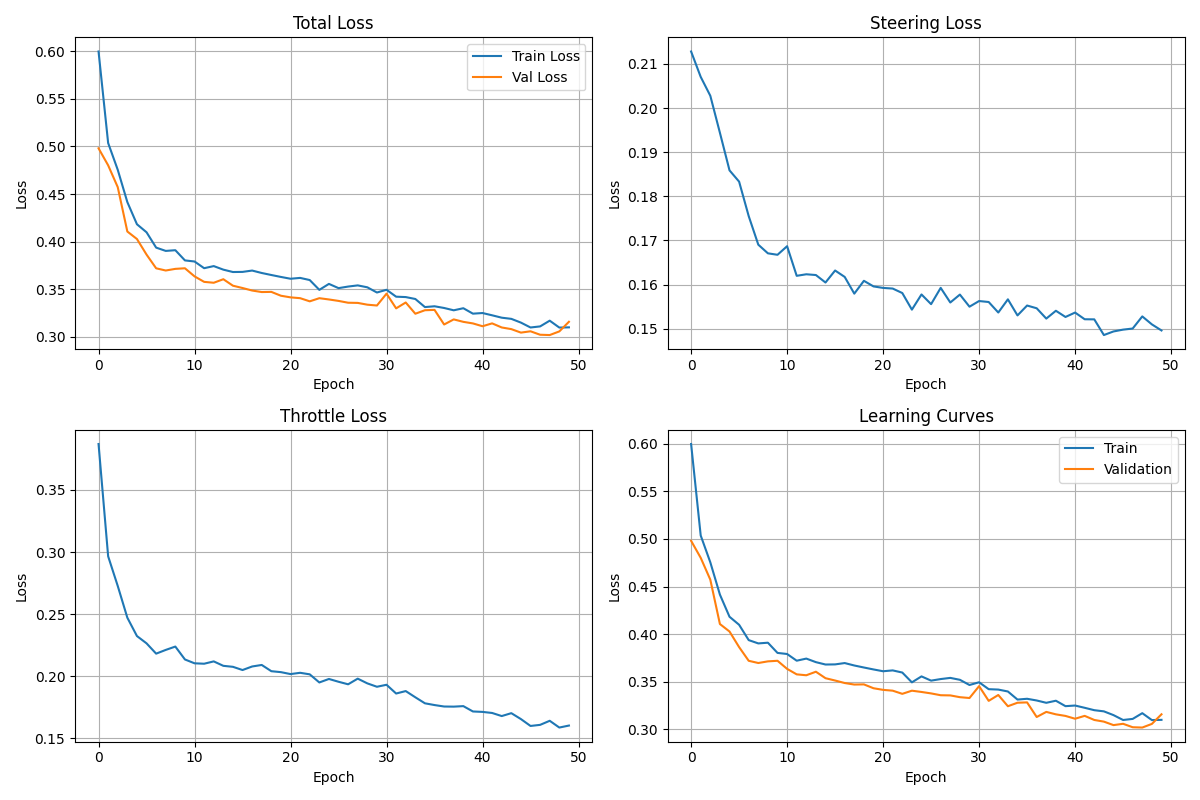 Total Loss
Loss
0.60
0.55
0.50
0.45
0.40
0.35
0.30
Train Loss
Val Loss
0 10 20 30 40 50
Epoch
Steering Loss
Loss
0.21
0.20
0.19
0.18
0.17
0.16
0.15
0 10 20 30 40 50
Epoch
Throttle Loss
Loss
0.35
0.30
0.25
0.20
0.15
0 10 20 30 40 50
Epoch
Learning Curves
Loss
0.60
0.55
0.50
0.45
0.40
0.35
0.30
Train
Validation
0 10 20 30 40 50
Epoch